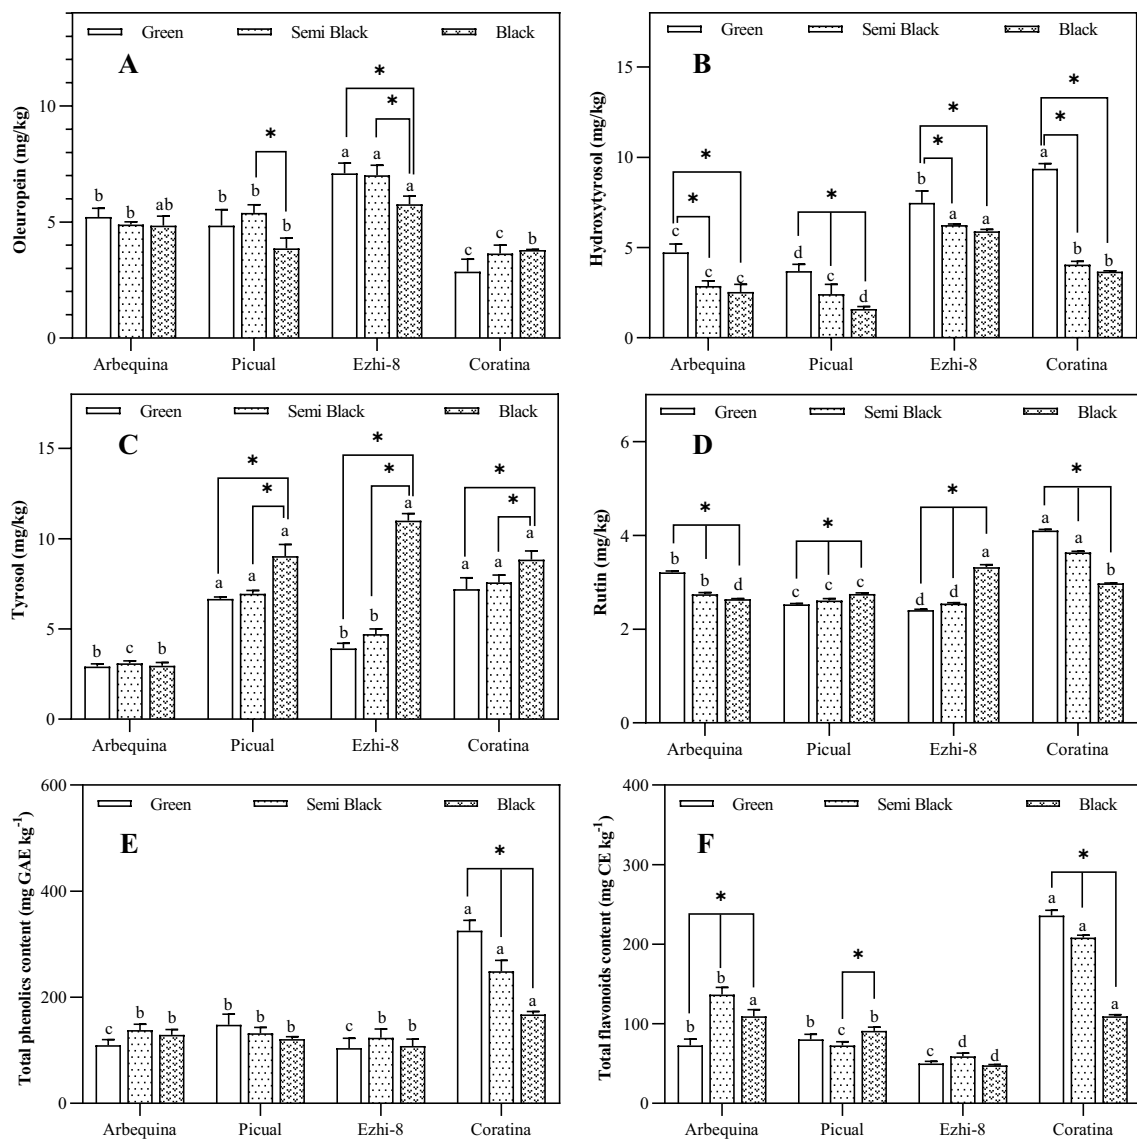 Green Semi Black Black
A
Oleuropein (mg/kg)
10
5
0
* * *
b b ab b b b a a a c c b
Arbequina Picual Ezhi-8 Coratina
Green Semi Black Black
B
Hydroxytyrosol (mg/kg)
15
10
5
0
* * * * * * *
c c c d c d b a a a b b
Arbequina Picual Ezhi-8 Coratina
Green Semi Black Black
C
Tyrosol (mg/kg)
15
10
5
0
* * * * * *
b c b a a a b b a a a a
Arbequina Picual Ezhi-8 Coratina
Green Semi Black Black
D
Rutin (mg/kg)
6
4
2
0
* * * *
b b d c c c d d a a a b
Arbequina Picual Ezhi-8 Coratina
Green Semi Black Black
E
Total phenolics content (mg GAE kg⁻¹)
600
400
200
0
*
c b b b b b c b b a a a
Arbequina Picual Ezhi-8 Coratina
Green Semi Black Black
F
Total flavonoids content (mg CE kg⁻¹)
400
300
200
100
0
* * *
b b a b c b c d d a a a
Arbequina Picual Ezhi-8 Coratina